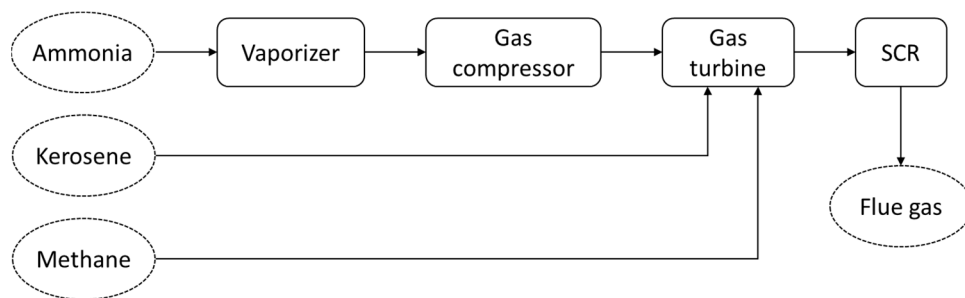 Ammonia
Vaporizer
Gas
compressor
Gas
turbine
SCR
Kerosene
Flue gas
Methane